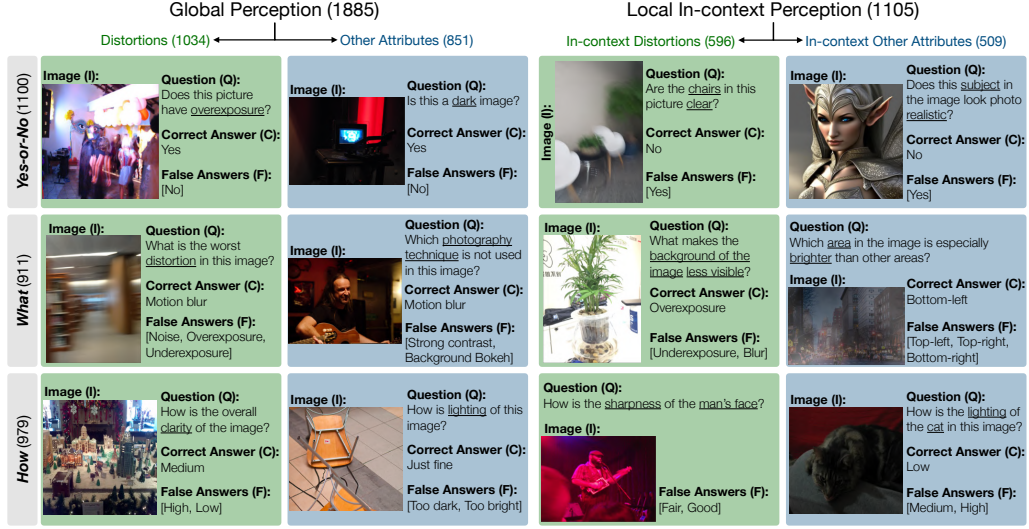 Global Perception (1885)
Local In-context Perception (1105)
Distortions (1034)
Other Attributes (851)
In-context Distortions (596)
In-context Other Attributes (509)
Yes-or-No (1100)
Image (I):
Question (Q):
Does this picture
have overexposure?
Correct Answer (C):
Yes
False Answers (F):
[No]
Image (I):
Question (Q):
Is this a dark image?
Correct Answer (C):
Yes
False Answers (F):
[No]
Image (I):
Question (Q):
Are the chairs in this
picture clear?
Correct Answer (C):
No
False Answers (F):
[Yes]
Image (I):
Question (Q):
Does this subject in
the image look photo
realistic?
Correct Answer (C):
No
False Answers (F):
[Yes]
What (911)
Image (I):
Question (Q):
What is the worst
distortion in this image?
Correct Answer (C):
Motion blur
False Answers (F):
[Noise, Overexposure,
Underexposure]
Image (I):
Question (Q):
Which photography
technique is not used
in this image?
Correct Answer (C):
Motion blur
False Answers (F):
[Strong contrast,
Background Bokeh]
Image (I):
Question (Q):
What makes the
background of the
image less visible?
Correct Answer (C):
Overexposure
False Answers (F):
[Underexposure, Blur]
Question (Q):
Which area in the image is especially
brighter than other areas?
Image (I):
Correct Answer (C):
Bottom-left
False Answers (F):
[Top-left, Top-right,
Bottom-right]
How (979)
Image (I):
Question (Q):
How is the overall
clarity of the image?
Correct Answer (C):
Medium
False Answers (F):
[High, Low]
Image (I):
Question (Q):
How is lighting of this
image?
Correct Answer (C):
Just fine
False Answers (F):
[Too dark, Too bright]
Question (Q):
How is the sharpness of the man's face?
Image (I):
False Answers (F):
[Fair, Good]
Image (I):
Question (Q):
How is the lighting of
the cat in this image?
Correct Answer (C):
Low
False Answers (F):
[Medium, High]